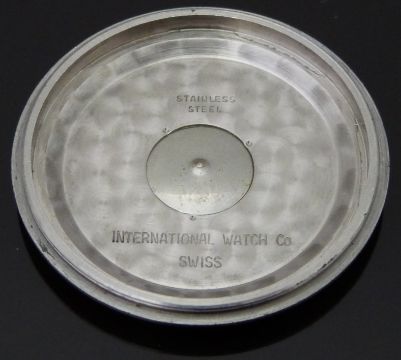 STAINLESS
STEEL
INTERNATIONAL WATCH Co
SWISS